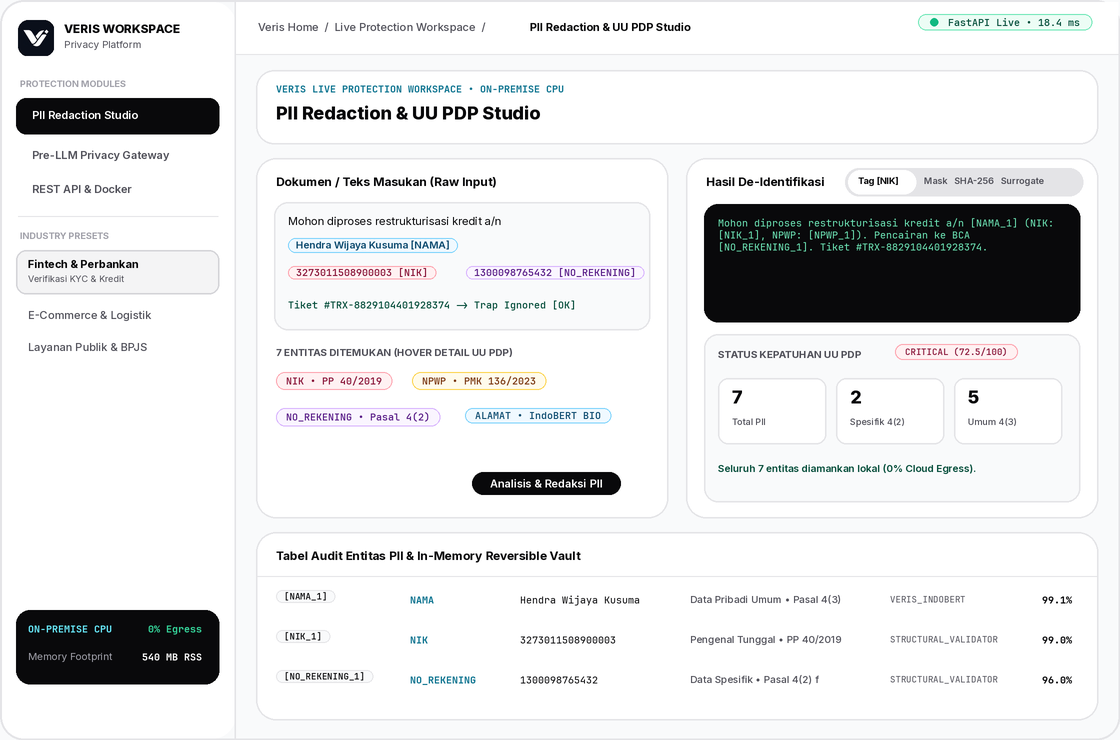 VERIS WORKSPACE
Privacy Platform
PROTECTION MODULES
PII Redaction Studio
Pre-LLM Privacy Gateway
REST API & Docker
INDUSTRY PRESETS
Fintech & Perbankan
Verifikasi KYC & Kredit
E-Commerce & Logistik
Layanan Publik & BPJS
ON-PREMISE CPU 0% Egress
Memory Footprint 540 MB RSS
Veris Home / Live Protection Workspace / PII Redaction & UU PDP Studio
FastAPI Live • 18.4 ms
VERIS LIVE PROTECTION WORKSPACE • ON-PREMISE CPU
PII Redaction & UU PDP Studio
Dokumen / Teks Masukan (Raw Input)
Mohon diproses restrukturisasi kredit a/n
Hendra Wijaya Kusuma [NAMA]
3273011508900003 [NIK] 1300098765432 [NO_REKENING]
Tiket #TRX-8829104401928374 → Trap Ignored [OK]
7 ENTITAS DITEMUKAN (HOVER DETAIL UU PDP)
NIK • PP 40/2019 NPWP • PMK 136/2023
NO_REKENING • Pasal 4(2) ALAMAT • IndoBERT BIO
Analisis & Redaksi PII
Hasil De-Identifikasi
Tag [NIK] Mask SHA-256 Surrogate
Mohon diproses restrukturisasi kredit a/n [NAMA_1] (NIK:
[NIK_1], NPWP: [NPWP_1]). Pencairan ke BCA
[NO_REKENING_1]. Tiket #TRX-8829104401928374.
STATUS KEPATUHAN UU PDP CRITICAL (72.5/100)
7 2 5
Total PII Spesifik 4(2) Umum 4(3)
Seluruh 7 entitas diamankan lokal (0% Cloud Egress).
Tabel Audit Entitas PII & In-Memory Reversible Vault
[NAMA_1] NAMA Hendra Wijaya Kusuma Data Pribadi Umum • Pasal 4(3) VERIS_INDOBERT 99.1%
[NIK_1] NIK 3273011508900003 Pengenal Tunggal • PP 40/2019 STRUCTURAL_VALIDATOR 99.0%
[NO_REKENING_1] NO_REKENING 1300098765432 Data Spesifik • Pasal 4(2) f STRUCTURAL_VALIDATOR 96.0%